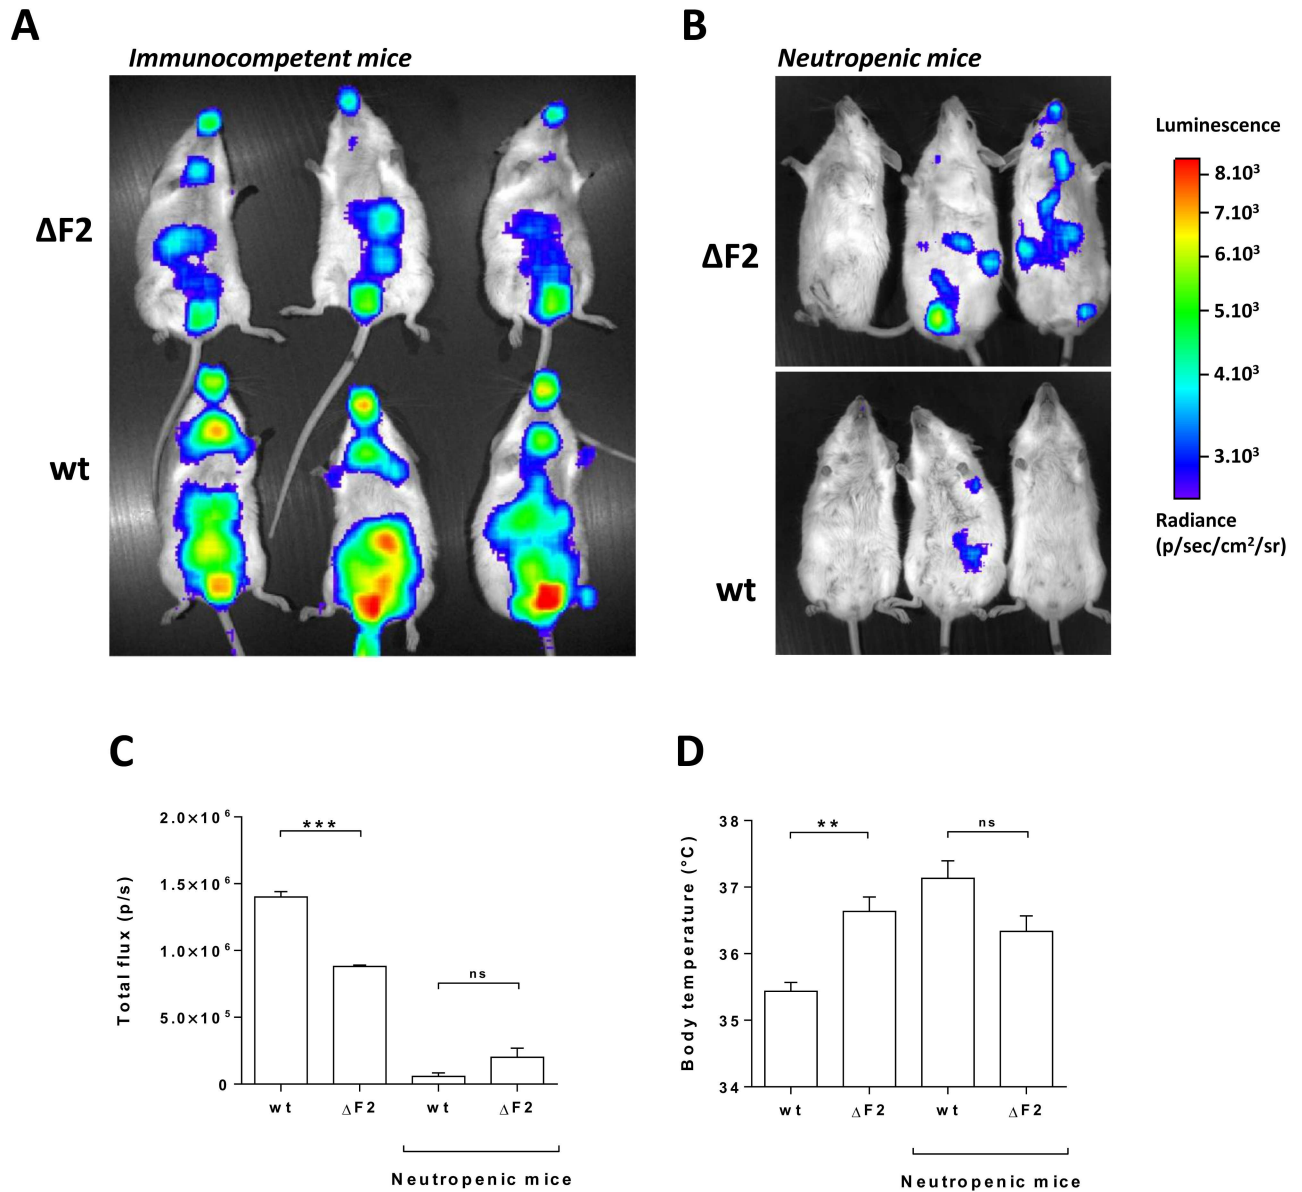 A
Immunocompetent mice
ΔF2
wt
B
Neutropenic mice
ΔF2
wt
Luminescence
8.10³
7.10³
6.10³
5.10³
4.10³
3.10³
Radiance
(p/sec/cm²/sr)
C
Total flux (p/s)
2.0×10⁶
1.5×10⁶
1.0×10⁶
5.0×10⁵
0
***
ns
wt ΔF2 wt ΔF2
Neutropenic mice
D
Body temperature (°C)
38
37
36
35
34
**
ns
wt ΔF2 wt ΔF2
Neutropenic mice